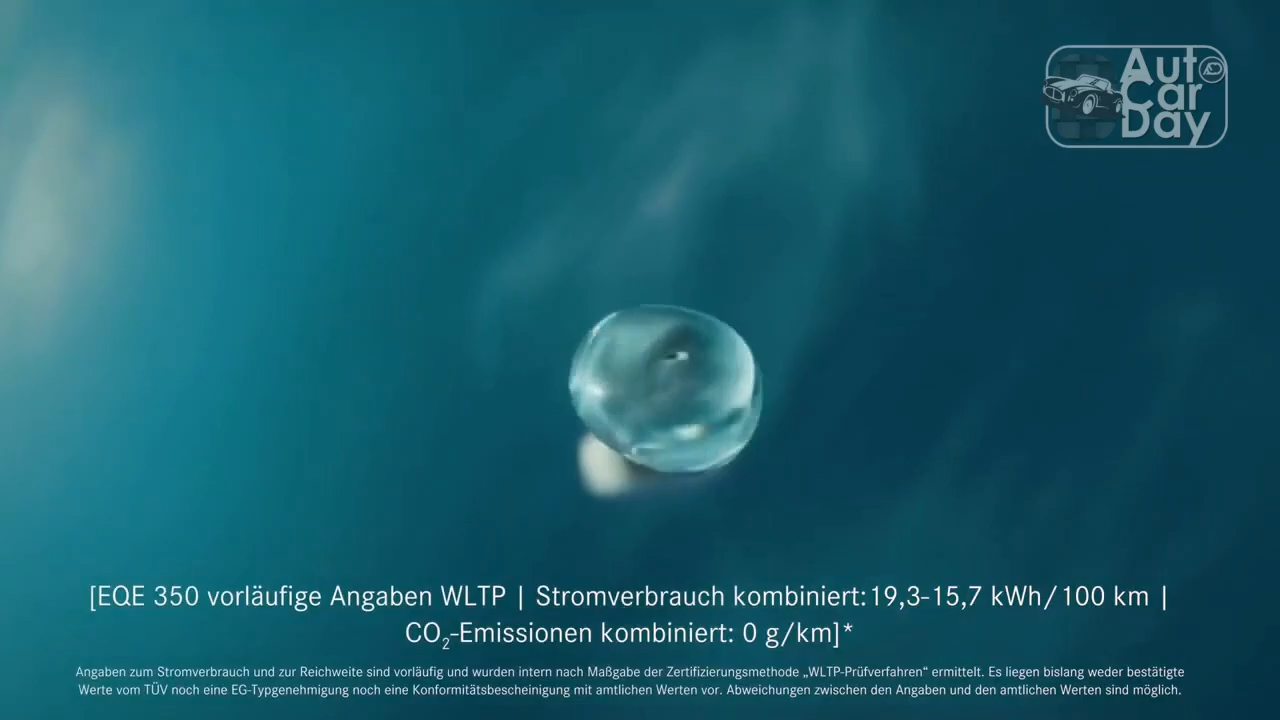 Auto
Car
Day
[EQE 350 vorläufige Angaben WLTP | Stromverbrauch kombiniert: 19,3-15,7 kWh/100 km |
CO₂-Emissionen kombiniert: 0 g/km]*
Angaben zum Stromverbrauch und zur Reichweite sind vorläufig und wurden intern nach Maßgabe der Zertifizierungsmethode „WLTP-Prüfverfahren“ ermittelt. Es liegen bislang weder bestätigte
Werte vom TÜV noch eine EG-Typgenehmigung noch eine Konformitätsbescheinigung mit amtlichen Werten vor. Abweichungen zwischen den Angaben und den amtlichen Werten sind möglich.